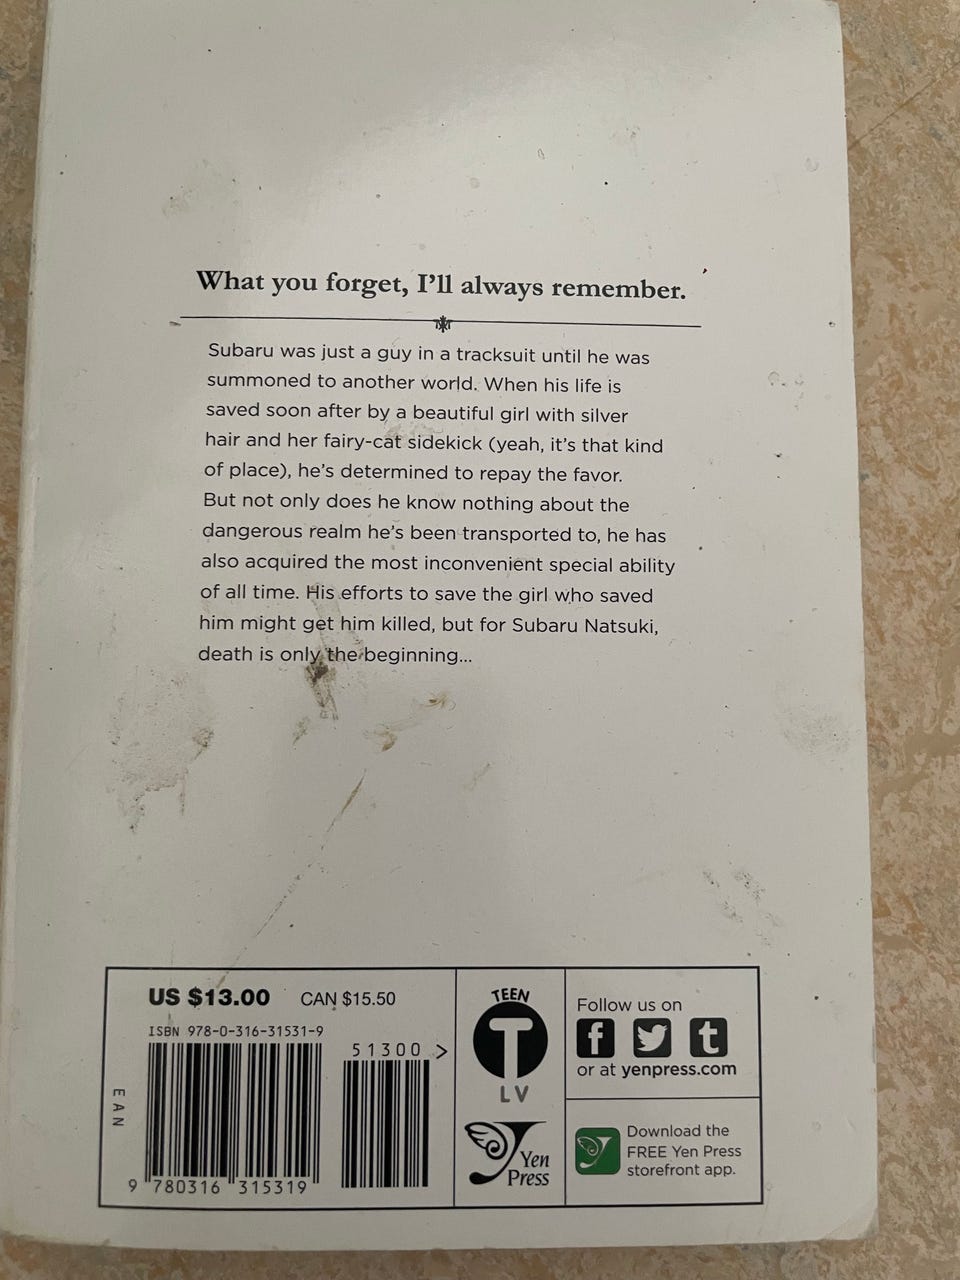 What you forget, I'll always remember.
Subaru was just a guy in a tracksuit until he was
summoned to another world. When his life is
saved soon after by a beautiful girl with silver
hair and her fairy-cat sidekick (yeah, it's that kind
of place), he's determined to repay the favor.
But not only does he know nothing about the
dangerous realm he's been transported to, he has
also acquired the most inconvenient special ability
of all time. His efforts to save the girl who saved
him might get him killed, but for Subaru Natsuki,
death is only the beginning...
US $13.00 CAN $15.50
ISBN 978-0-316-31531-9
51300 >
EAN
9 780316 315319
TEEN
T
LV
Yen
Press
Follow us on
f t
or at yenpress.com
Download the
FREE Yen Press
storefront app.